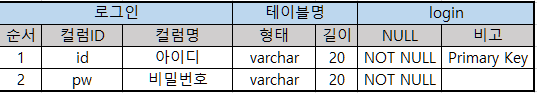 로그인 테이블명 login
순서 컬럼ID 컬럼명 형태 길이 NULL 비고
1 id 아이디 varchar 20 NOT NULL Primary Key
2 pw 비밀번호 varchar 20 NOT NULL